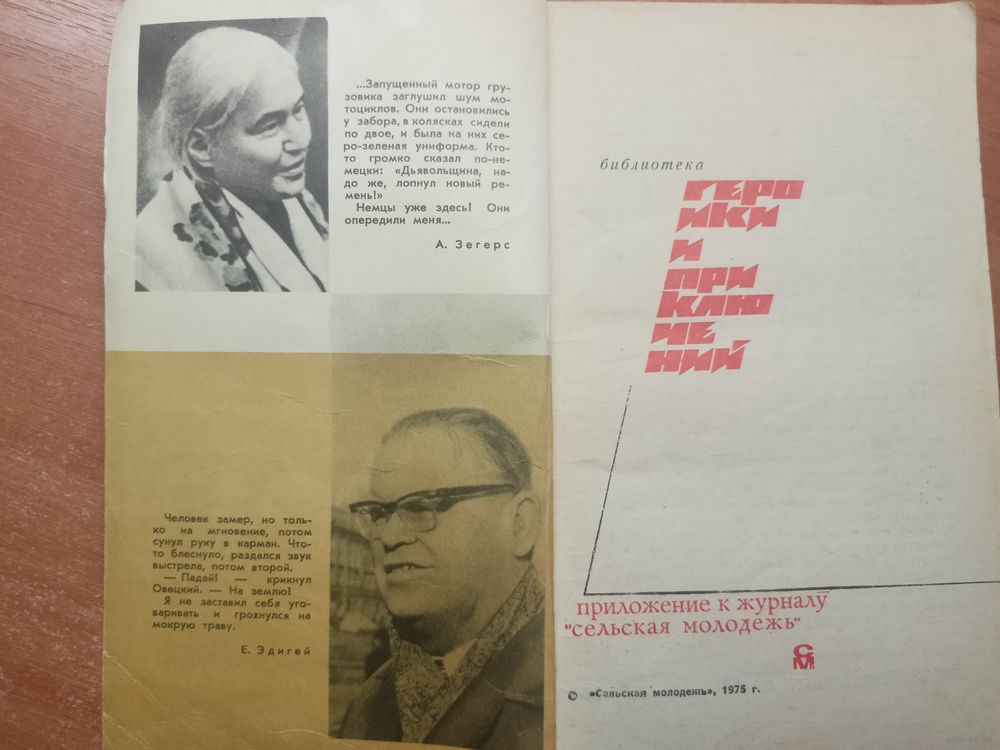 ...Запущенный мотор гру-
зовика заглушил шум мо-
тоциклов. Они остановились
у забора, в колясках сидели
по двое, и была на них се-
ро-зеленая униформа. Кто-
то громко сказал по-не-
мецки: «Дьявольщина, на-
до же, лопнул новый ре-
мень!»
Немцы уже здесь! Они
опередили меня...
А. Зегерс
Человек замер, но толь-
ко на мгновение, потом
сунул руку в карман. Что-
то блеснуло, раздался звук
выстрела, потом второй.
— Падай! — крикнул
Овецкий. — На землю!
Я не заставил себя уго-
варивать и грохнулся на
мокрую траву.
Е. Эдигей
библиотека
ГЕРО
ИКИ
И
ПРИ
КЛЮ
ЧЕ
НИЙ
приложение к журналу
"сельская молодежь"
СМ
© «Сельская молодежь», 1975 г.